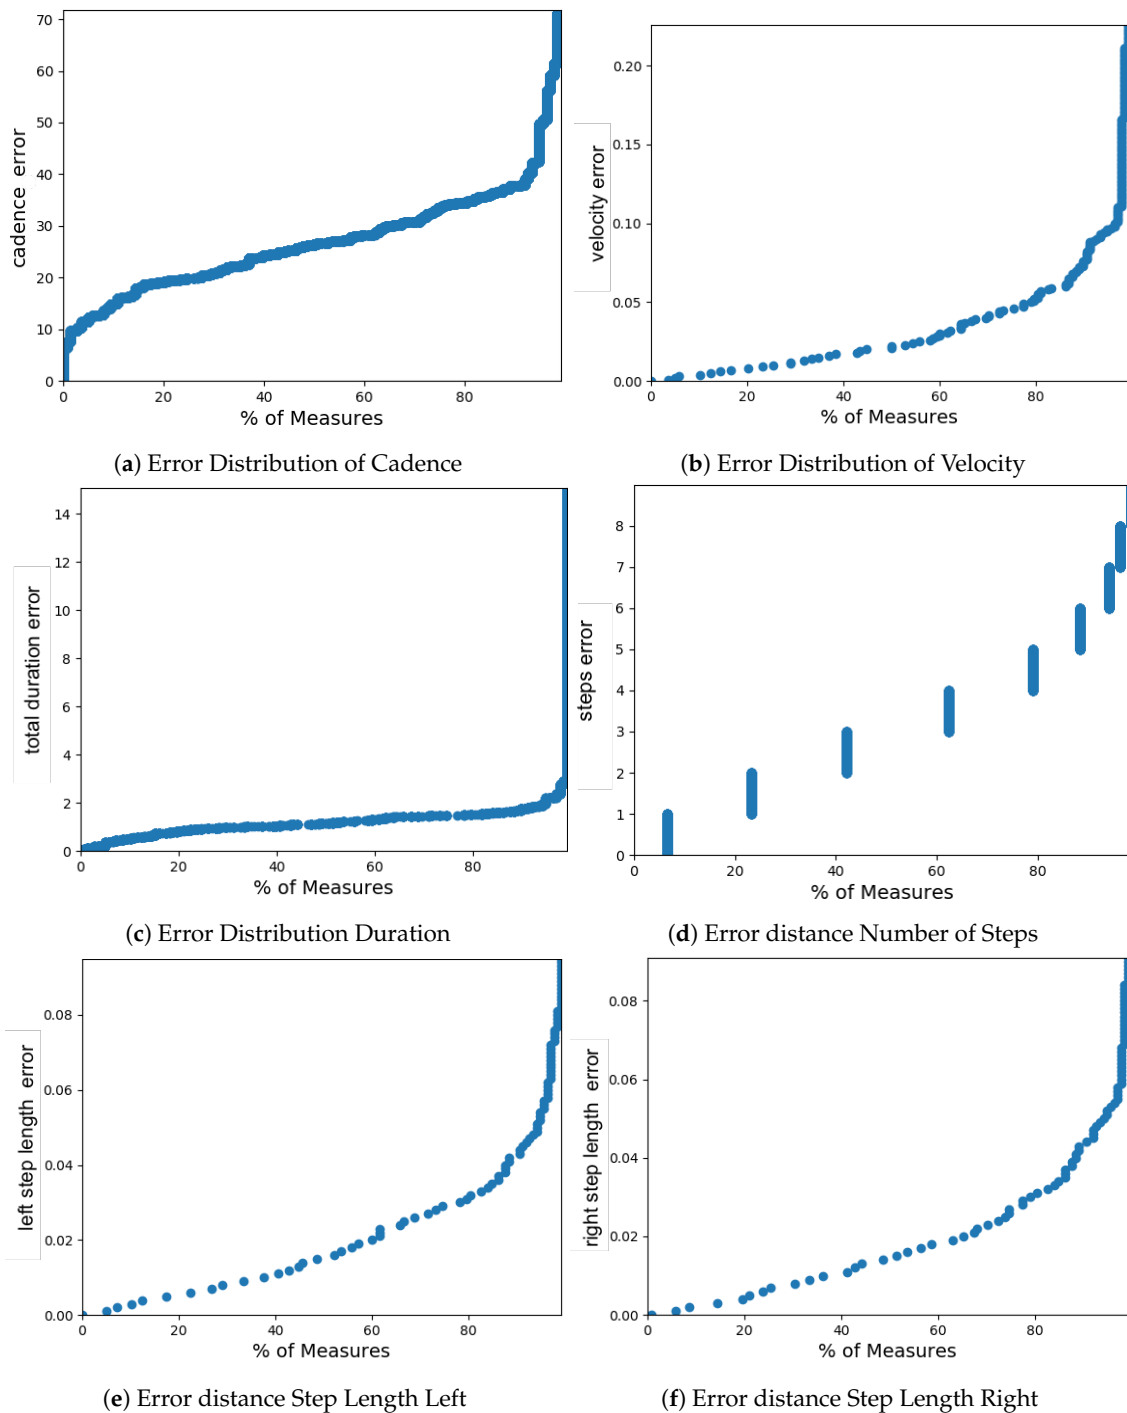 70
60
50
40
30
20
10
0
cadence error
0 20 40 60 80
% of Measures
(a) Error Distribution of Cadence
0.20
0.15
0.10
0.05
0.00
velocity error
0 20 40 60 80
% of Measures
(b) Error Distribution of Velocity
14
12
10
8
6
4
2
0
total duration error
0 20 40 60 80
% of Measures
(c) Error Distribution Duration
8
7
6
5
4
3
2
1
0
steps error
0 20 40 60 80
% of Measures
(d) Error distance Number of Steps
0.08
0.06
0.04
0.02
0.00
left step length error
0 20 40 60 80
% of Measures
(e) Error distance Step Length Left
0.08
0.06
0.04
0.02
0.00
right step length error
0 20 40 60 80
% of Measures
(f) Error distance Step Length Right